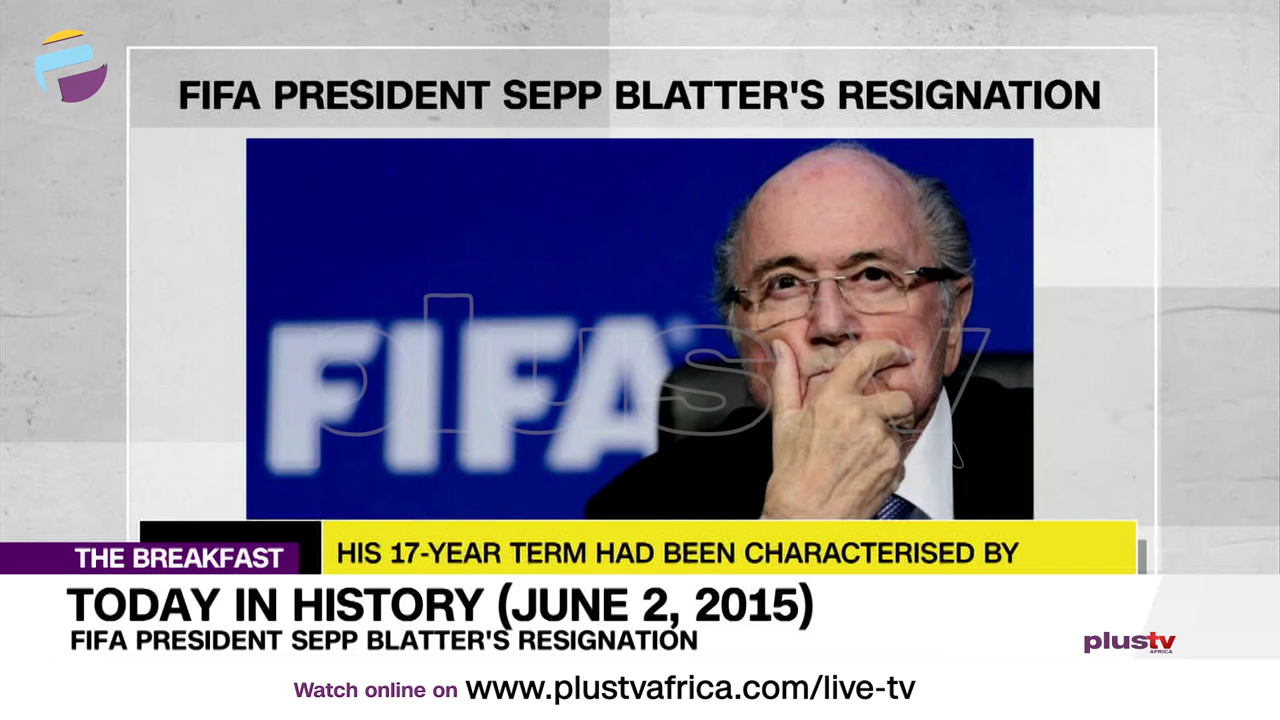 FIFA PRESIDENT SEPP BLATTER'S RESIGNATION
FIFA
plustv
HIS 17-YEAR TERM HAD BEEN CHARACTERISED BY
THE BREAKFAST
TODAY IN HISTORY (JUNE 2, 2015)
FIFA PRESIDENT SEPP BLATTER'S RESIGNATION
plustv
AFRICA
Watch online on www.plustvafrica.com/live-tv